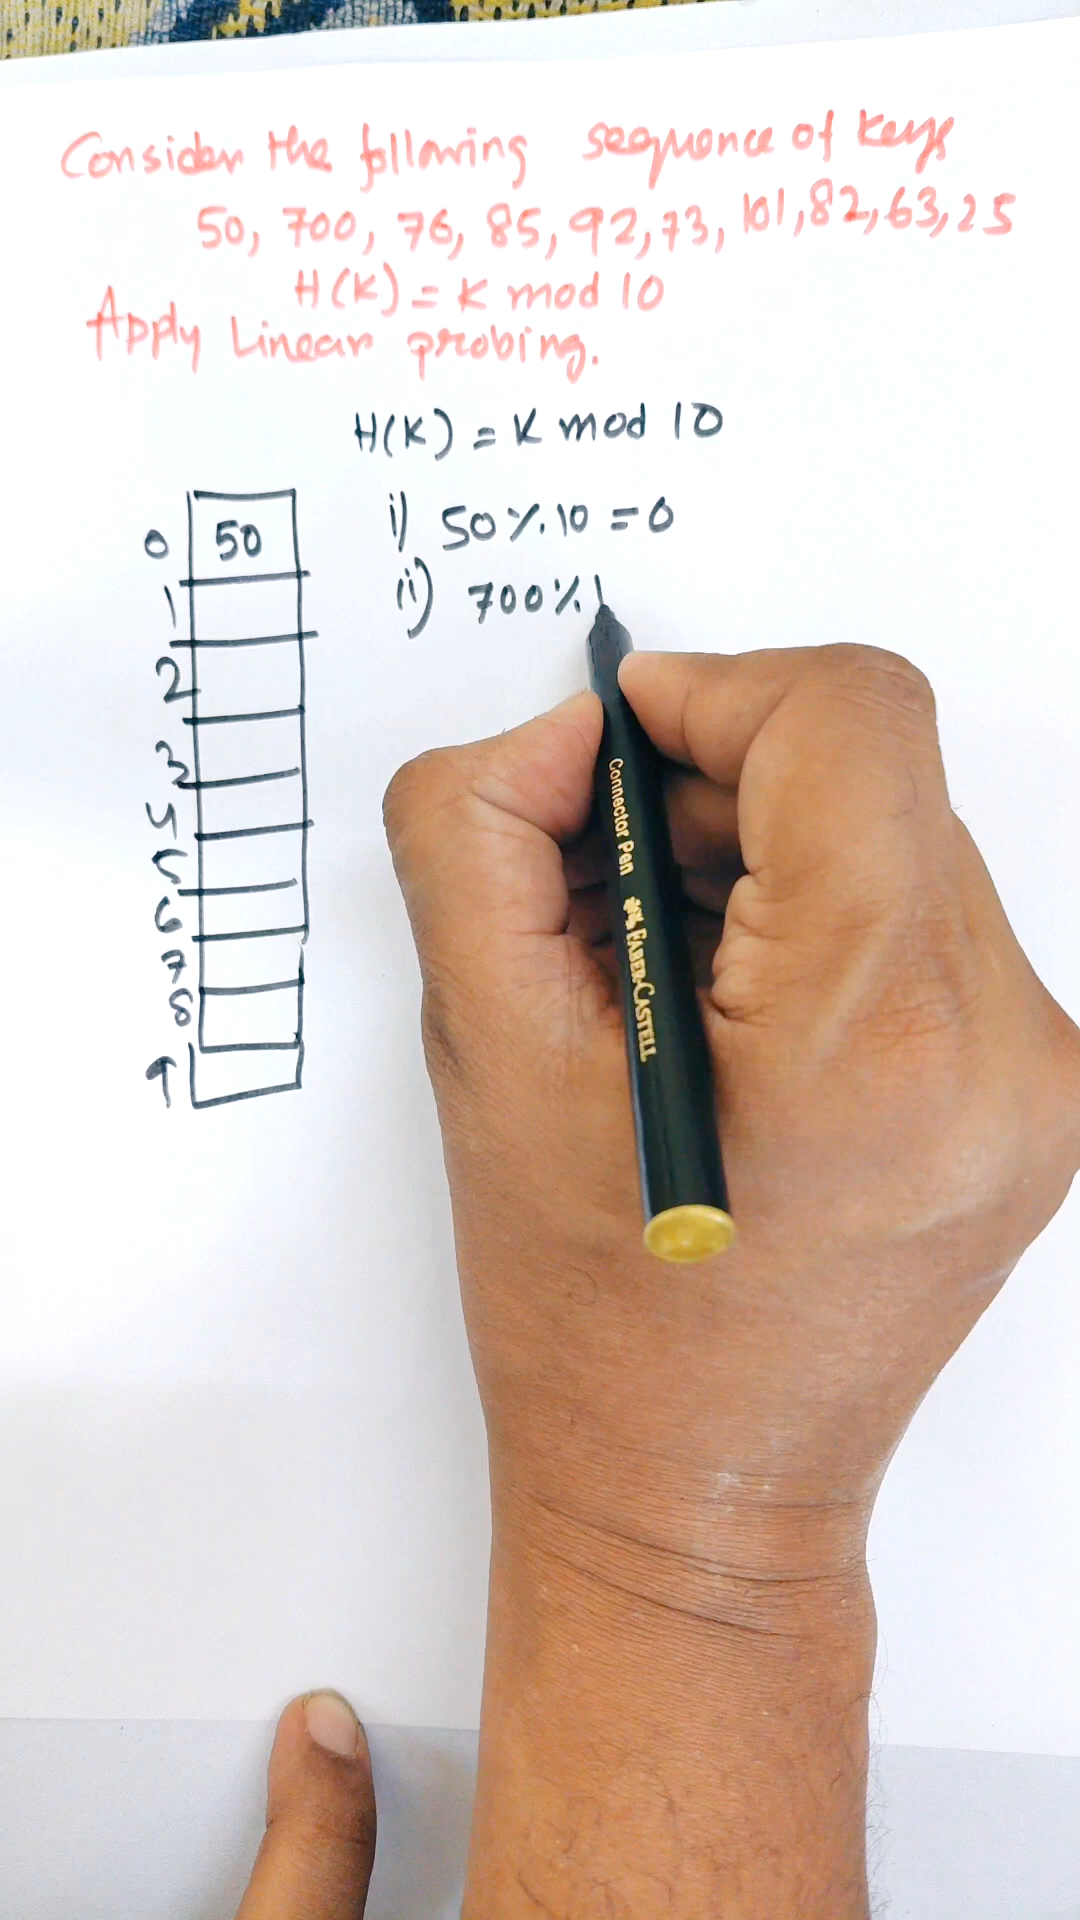 Consider the following sequence of keys
50, 700, 76, 85, 92, 73, 101, 82, 63, 25
H(K) = K mod 10
Apply Linear probing.
H(K) = K mod 10
i) 50 % 10 = 0
ii) 700 % 1
0 50
1
2
3
4
5
6
7
8
9
Connector Pen FABER-CASTELL